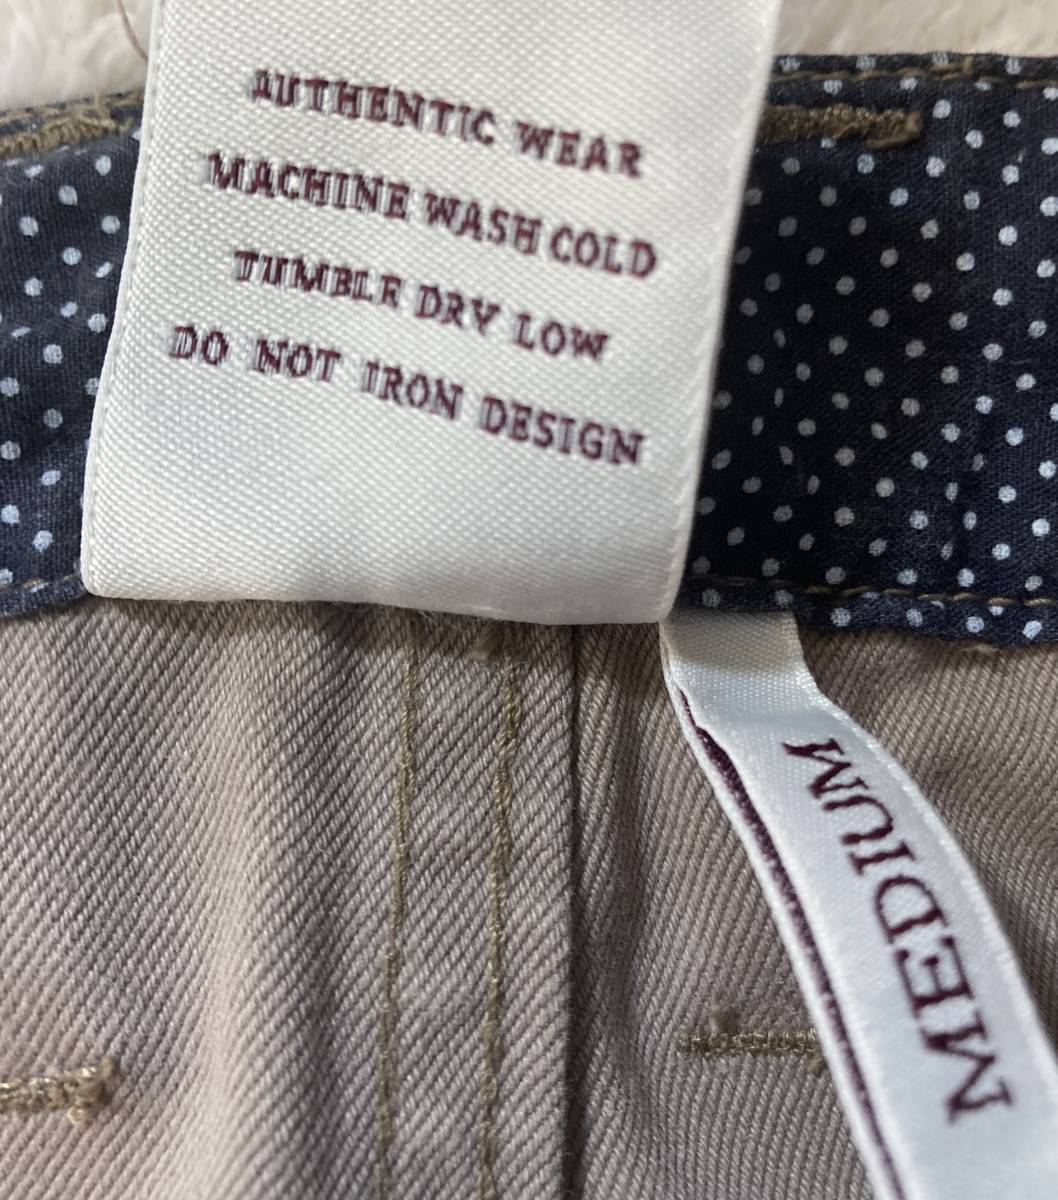 AUTHENTIC WEAR
MACHINE WASH COLD
TUMBLE DRY LOW
DO NOT IRON DESIGN
MEDIUM